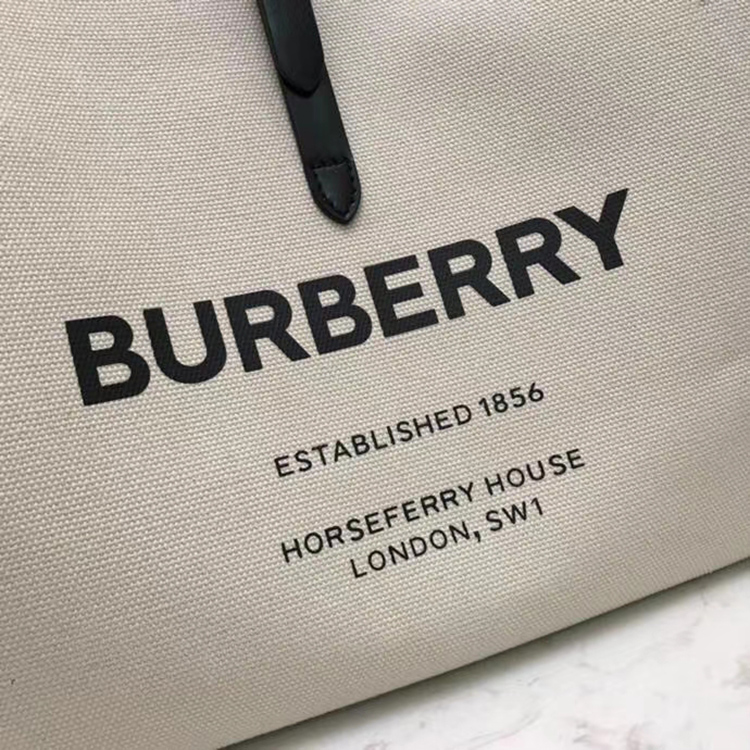 BURBERRY
ESTABLISHED 1856
HORSEFERRY HOUSE
LONDON, SW1